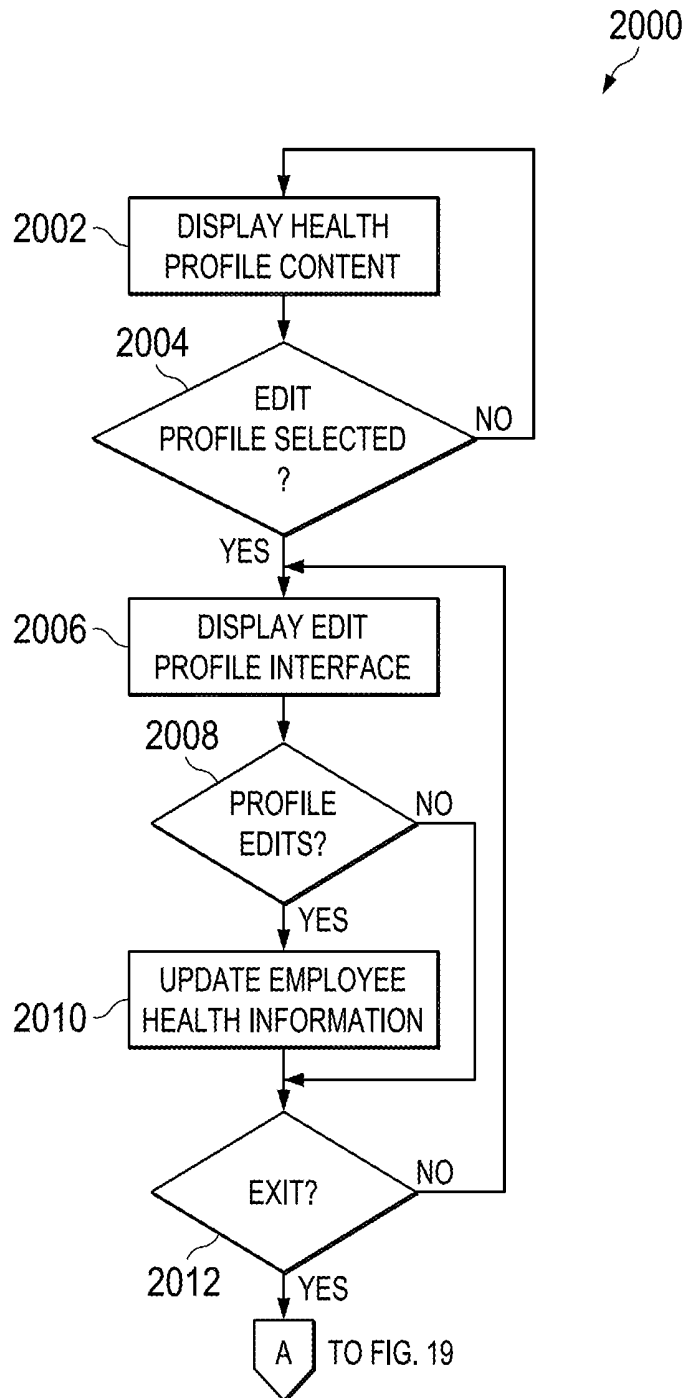 2000
2002
DISPLAY HEALTH
PROFILE CONTENT
2004
EDIT
PROFILE SELECTED
?
NO
YES
2006
DISPLAY EDIT
PROFILE INTERFACE
2008
PROFILE
EDITS?
NO
YES
2010
UPDATE EMPLOYEE
HEALTH INFORMATION
EXIT?
NO
2012
YES
A
TO FIG. 19